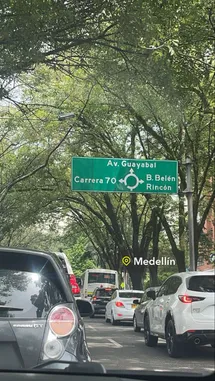 Av. Guayabal
Carrera 70
B. Belén
Rincón
Medellín